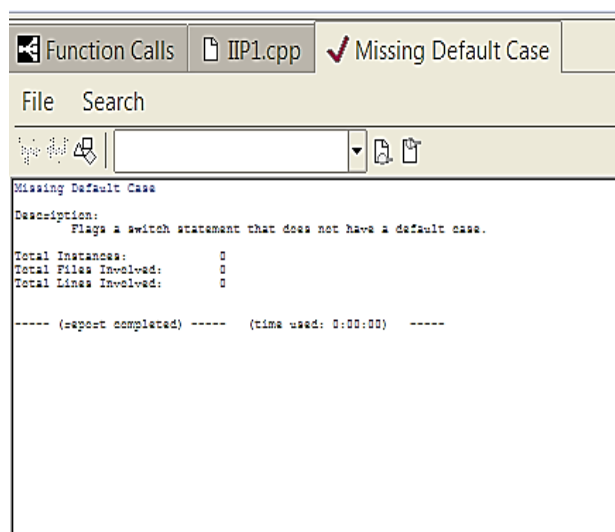 Function Calls IIP1.cpp Missing Default Case
File Search
Missing Default Case
Description:
Flags a switch statement that does not have a default case.
Total Instances: 0
Total Files Involved: 0
Total Lines Involved: 0
----- (report completed) ----- (time used: 0:00:00) -----